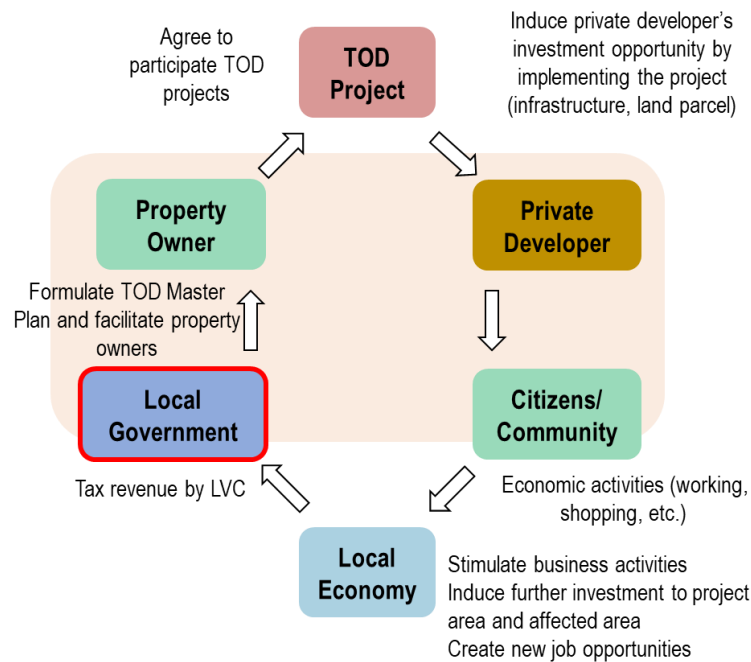 Agree to
participate TOD
projects
TOD
Project
Induce private developer's
investment opportunity by
implementing the project
(infrastructure, land parcel)
Property
Owner
Private
Developer
Formulate TOD Master
Plan and facilitate property
owners
Local
Government
Citizens/
Community
Tax revenue by LVC
Economic activities (working,
shopping, etc.)
Local
Economy
Stimulate business activities
Induce further investment to project
area and affected area
Create new job opportunities